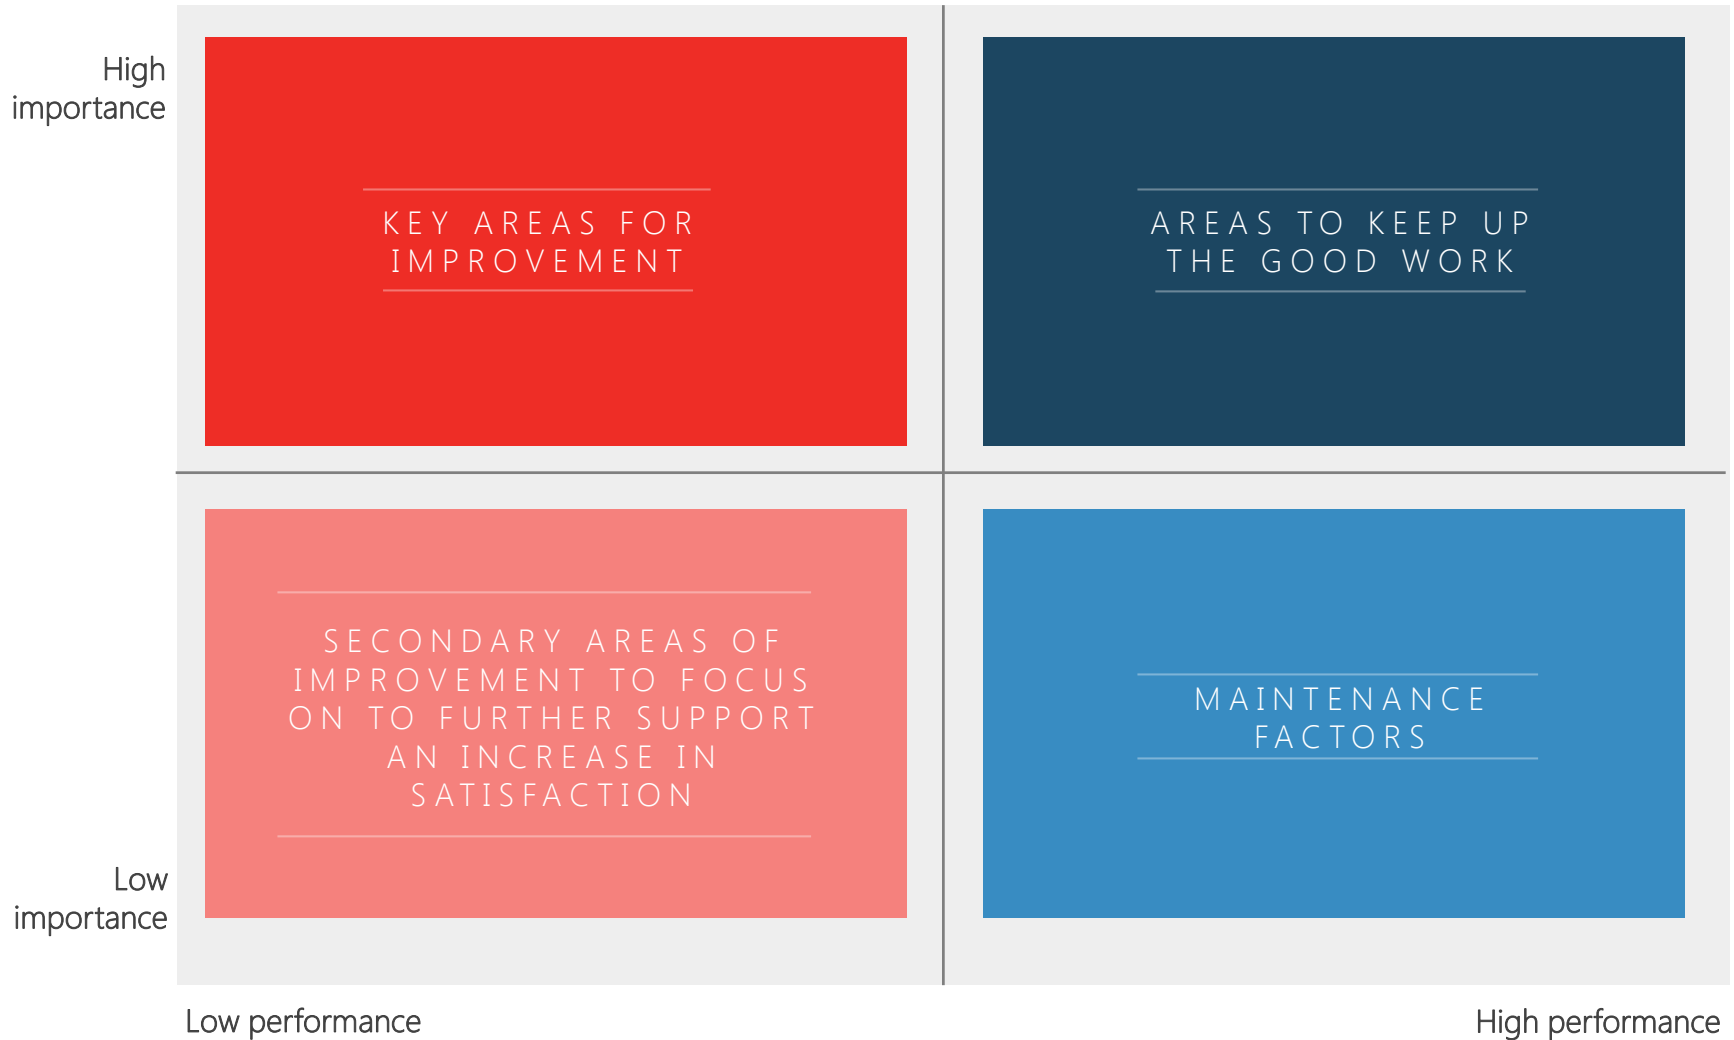 High
importance
KEY AREAS FOR
IMPROVEMENT
AREAS TO KEEP UP
THE GOOD WORK
SECONDARY AREAS OF
IMPROVEMENT TO FOCUS
ON TO FURTHER SUPPORT
AN INCREASE IN
SATISFACTION
MAINTENANCE
FACTORS
Low
importance
Low performance
High performance